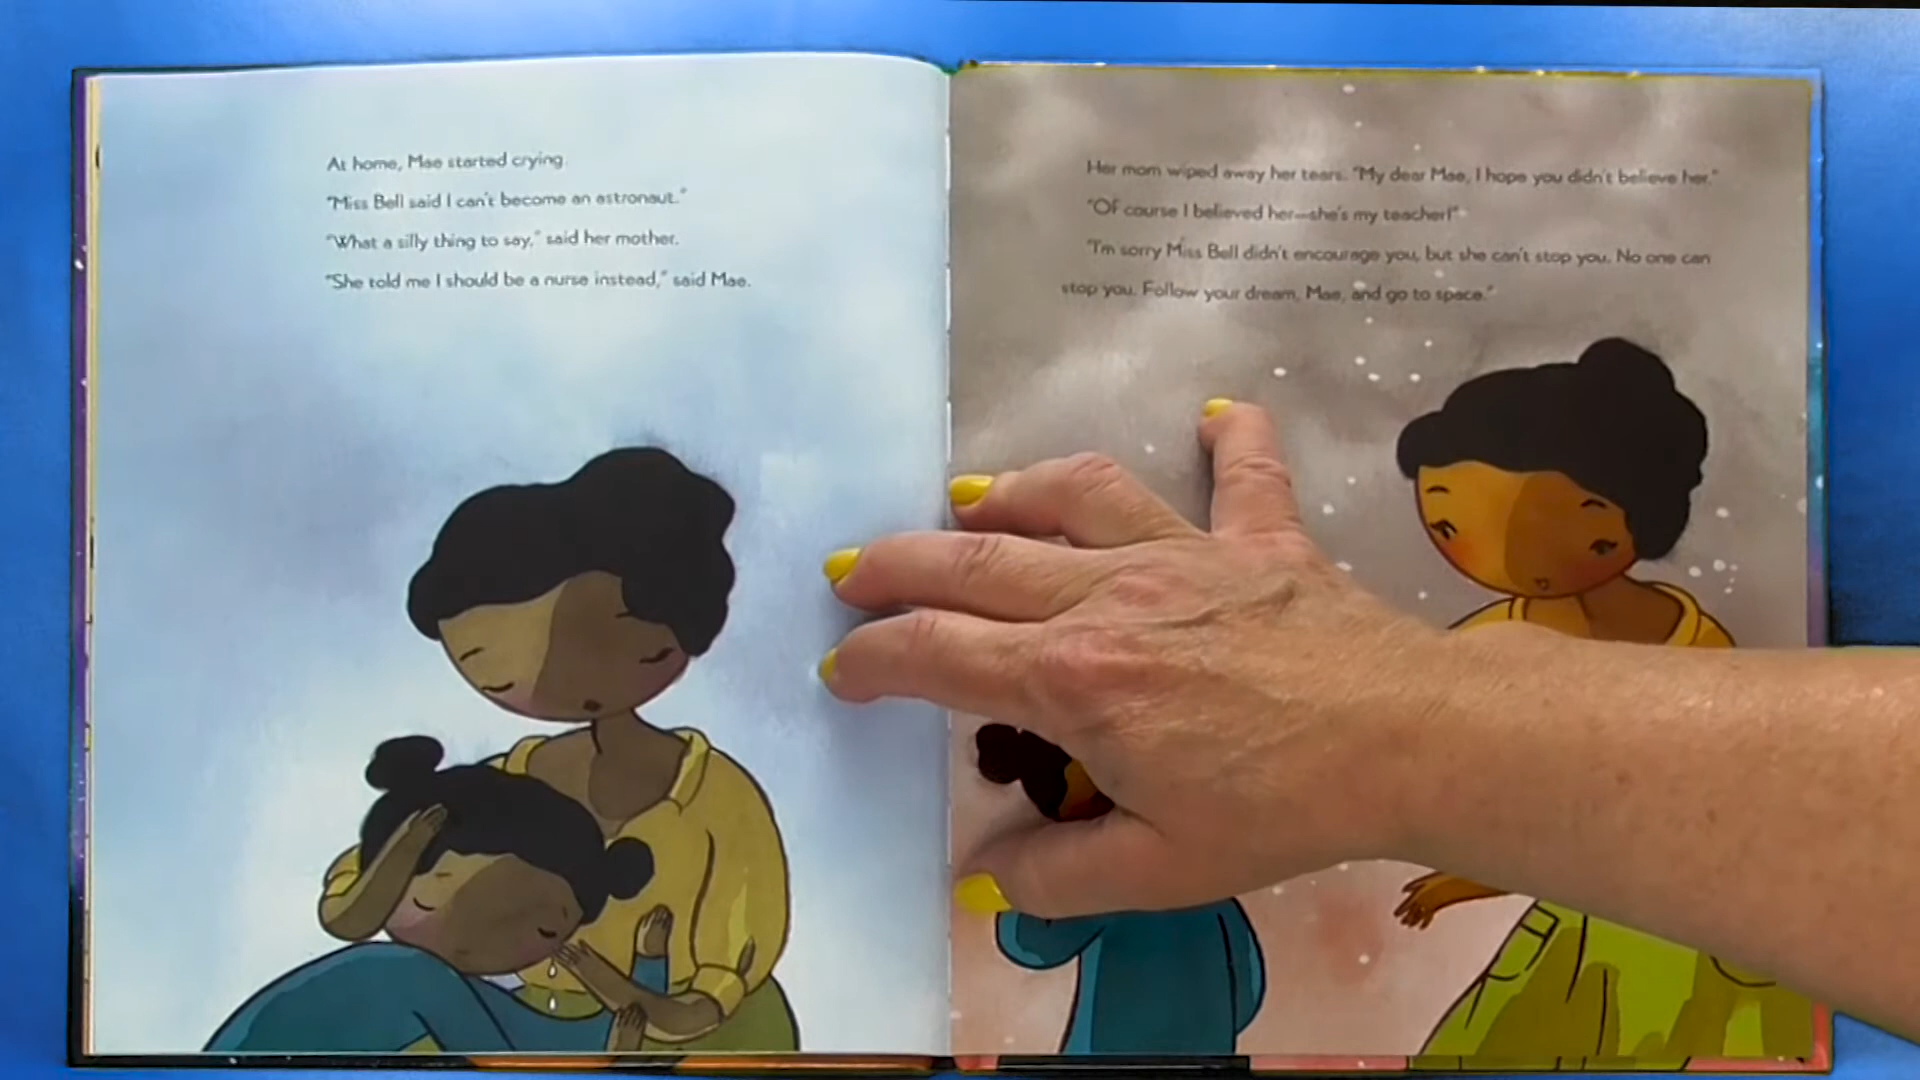 At home, Mae started crying.
"Miss Bell said I can't become an astronaut."
"What a silly thing to say," said her mother.
"She told me I should be a nurse instead," said Mae.
Her mom wiped away her tears. "My dear Mae, I hope you didn't believe her."
"Of course I believed her—she's my teacher!"
"I'm sorry Miss Bell didn't encourage you, but she can't stop you. No one can
stop you. Follow your dream, Mae, and go to space."